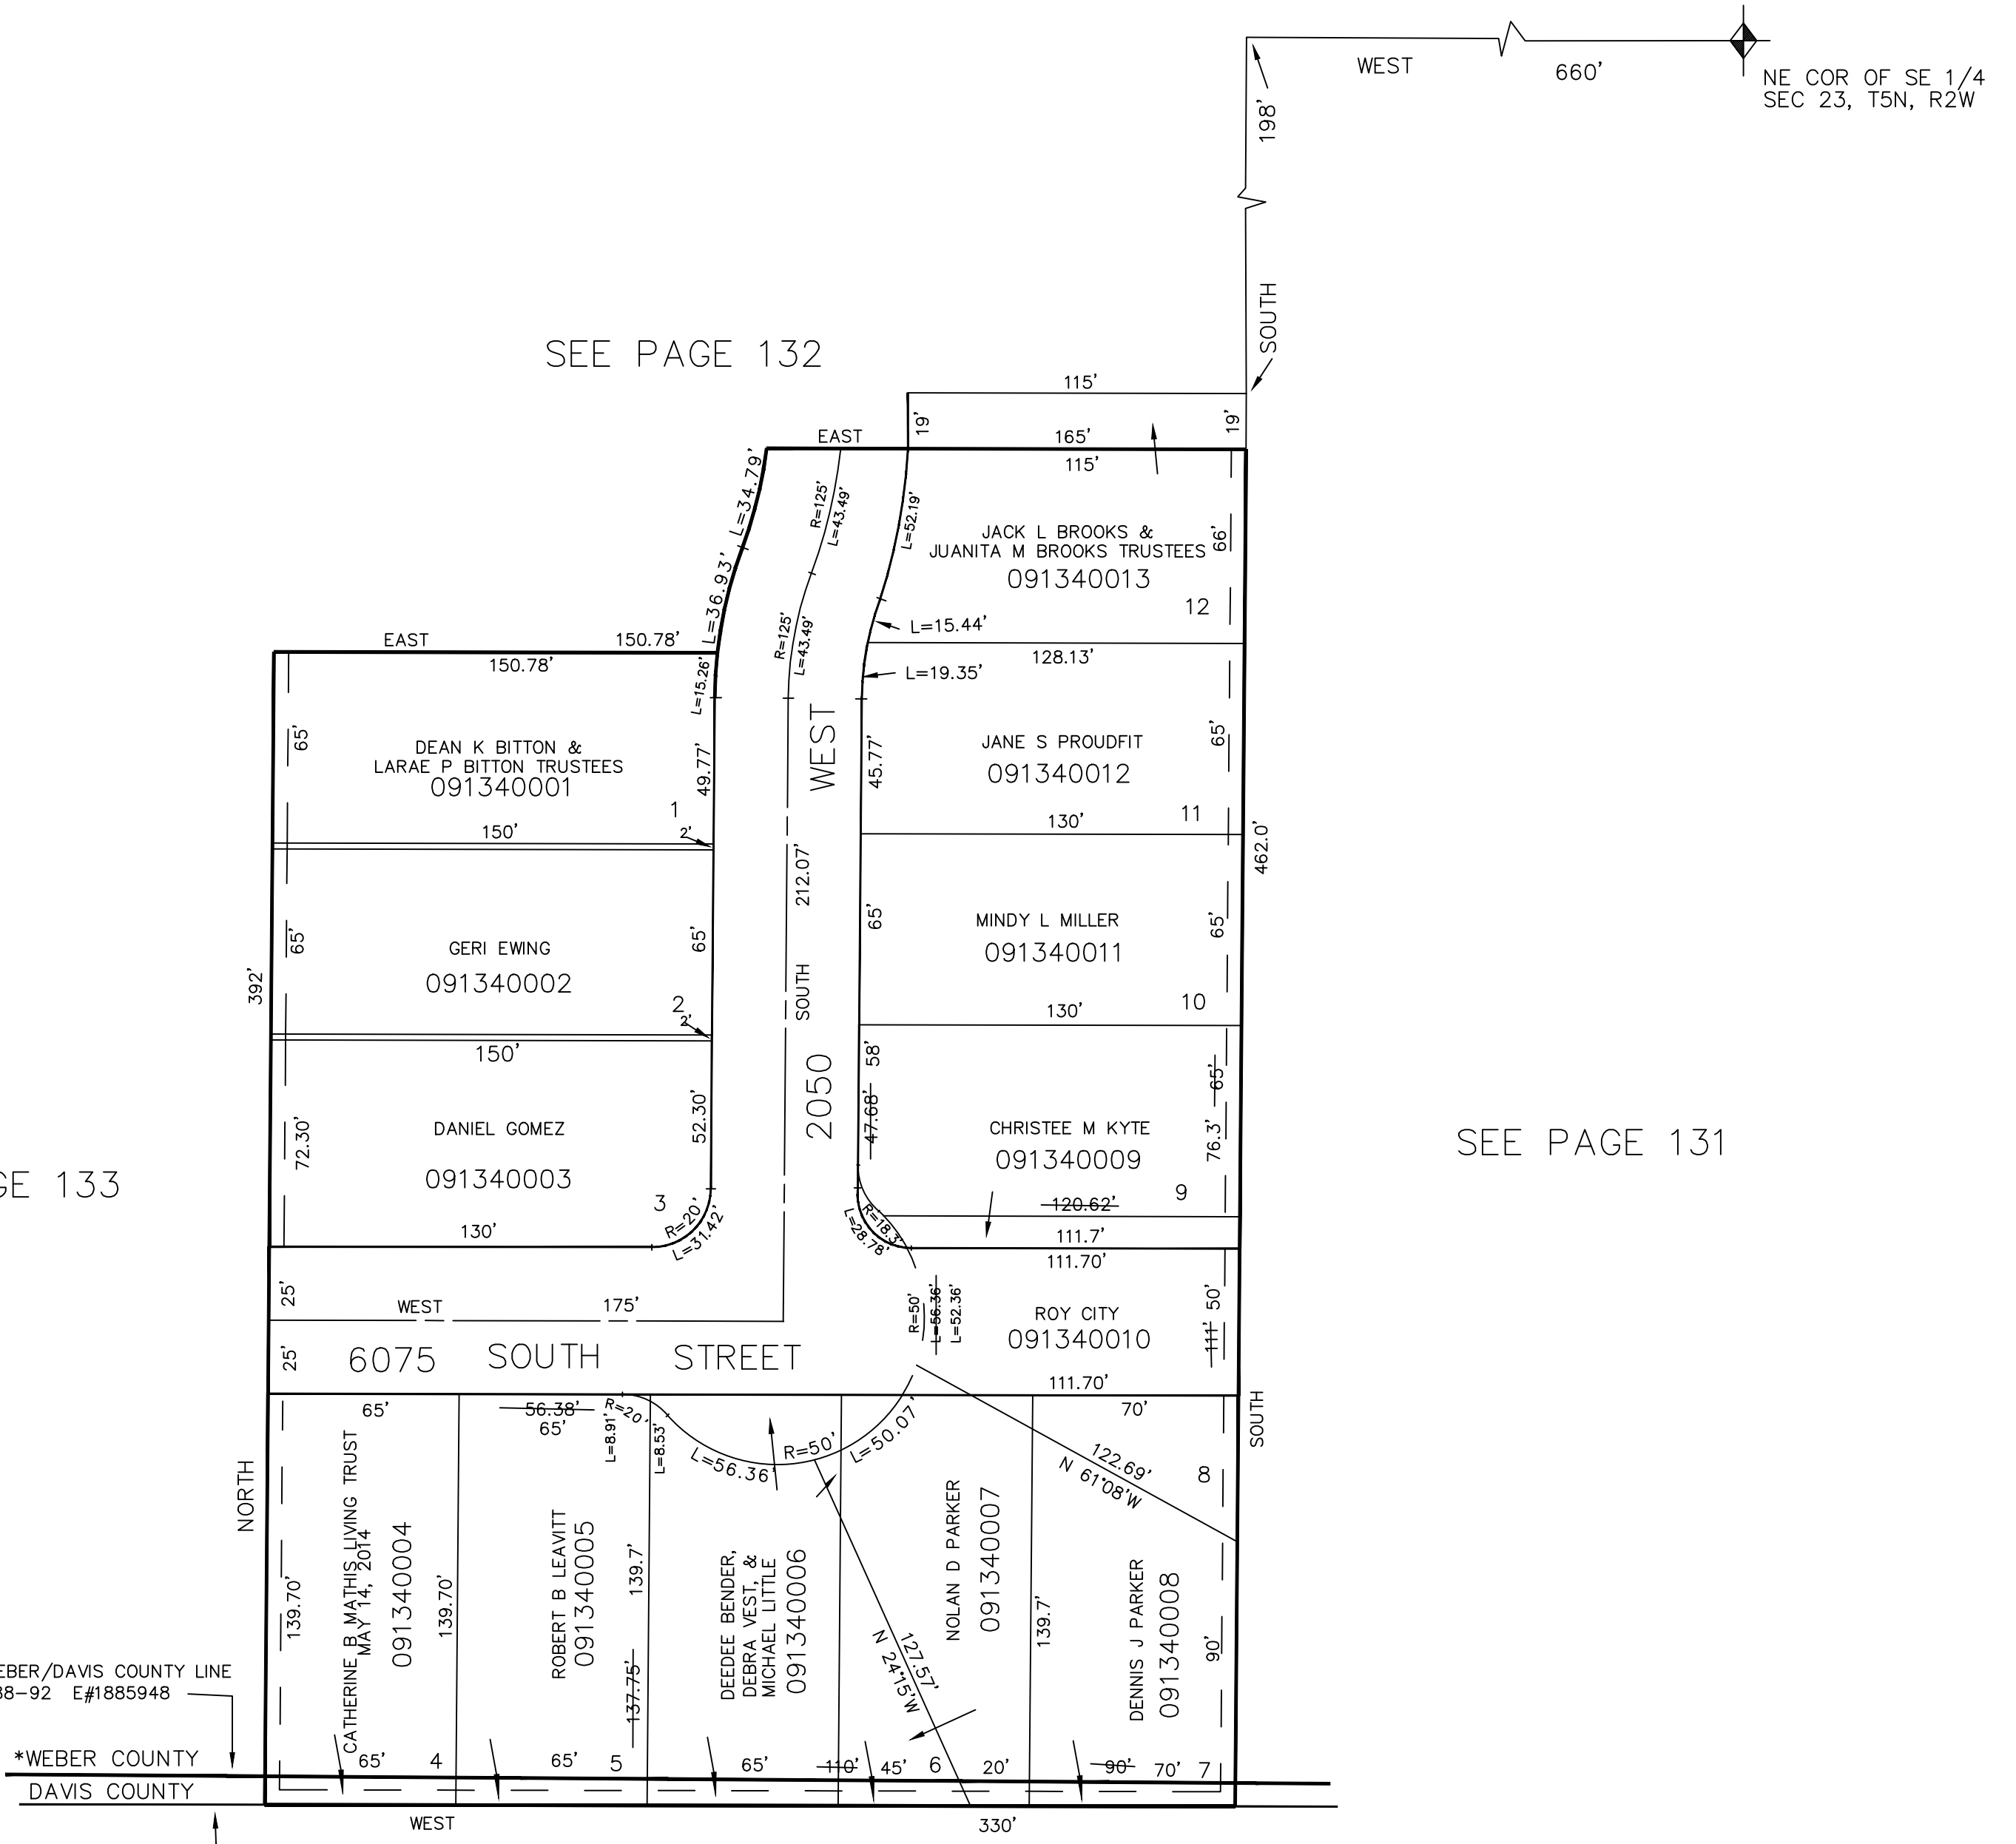 WEST
660'
NE COR OF SE 1/4
SEC 23, T5N, R2W
198'
SOUTH
SEE PAGE 132
115'
19'
19'
EAST
165'
115'
L=34.79'
R=125'
L=43.49'
L=52.19'
JACK L BROOKS &
JUANITA M BROOKS TRUSTEES
091340013
66'
12
L=36.93'
R=125'
L=43.49'
L=15.44'
EAST
150.78'
150.78'
128.13'
L=15.26'
L=19.35'
65'
DEAN K BITTON &
LARAE P BITTON TRUSTEES
091340001
1
49.77'
WEST
45.77'
JANE S PROUDFIT
091340012
65'
11
150'
2'
130'
212.07'
462.0'
392'
65'
GERI EWING
091340002
2
65'
SOUTH
65'
MINDY L MILLER
091340011
65'
10
2'
130'
150'
2050
58'
47.68'
65'
76.3'
72.30'
DANIEL GOMEZ
091340003
3
52.30'
CHRISTEE M KYTE
091340009
9
SEE PAGE 131
GE 133
120.62'
130'
R=20'
L=31.42'
R=18.3'
L=28.78'
111.7'
111.70'
25'
WEST
175'
R=50'
L=56.36'
L=52.36'
ROY CITY
091340010
50'
111'
25'
6075 SOUTH STREET
111.70'
65'
56.38'
65'
R=20'
L=8.91'
L=8.53'
L=56.36'
R=50'
L=50.07'
70'
SOUTH
122.69'
N 61°08'W
8
NORTH
139.70'
CATHERINE B MATHIS LIVING TRUST
MAY 14, 2014
091340004
139.70'
ROBERT B LEAVITT
091340005
139.7'
137.75'
DEEDEE BENDER,
DEBRA VEST, &
MICHAEL LITTLE
091340006
127.57'
N 24°15'W
NOLAN D PARKER
091340007
139.7'
DENNIS J PARKER
091340008
90'
EBER/DAVIS COUNTY LINE
38-92 E#1885948
*WEBER COUNTY
DAVIS COUNTY
65'
4
65'
5
65'
110'
45'
6
20'
90'
70'
7
WEST
330'